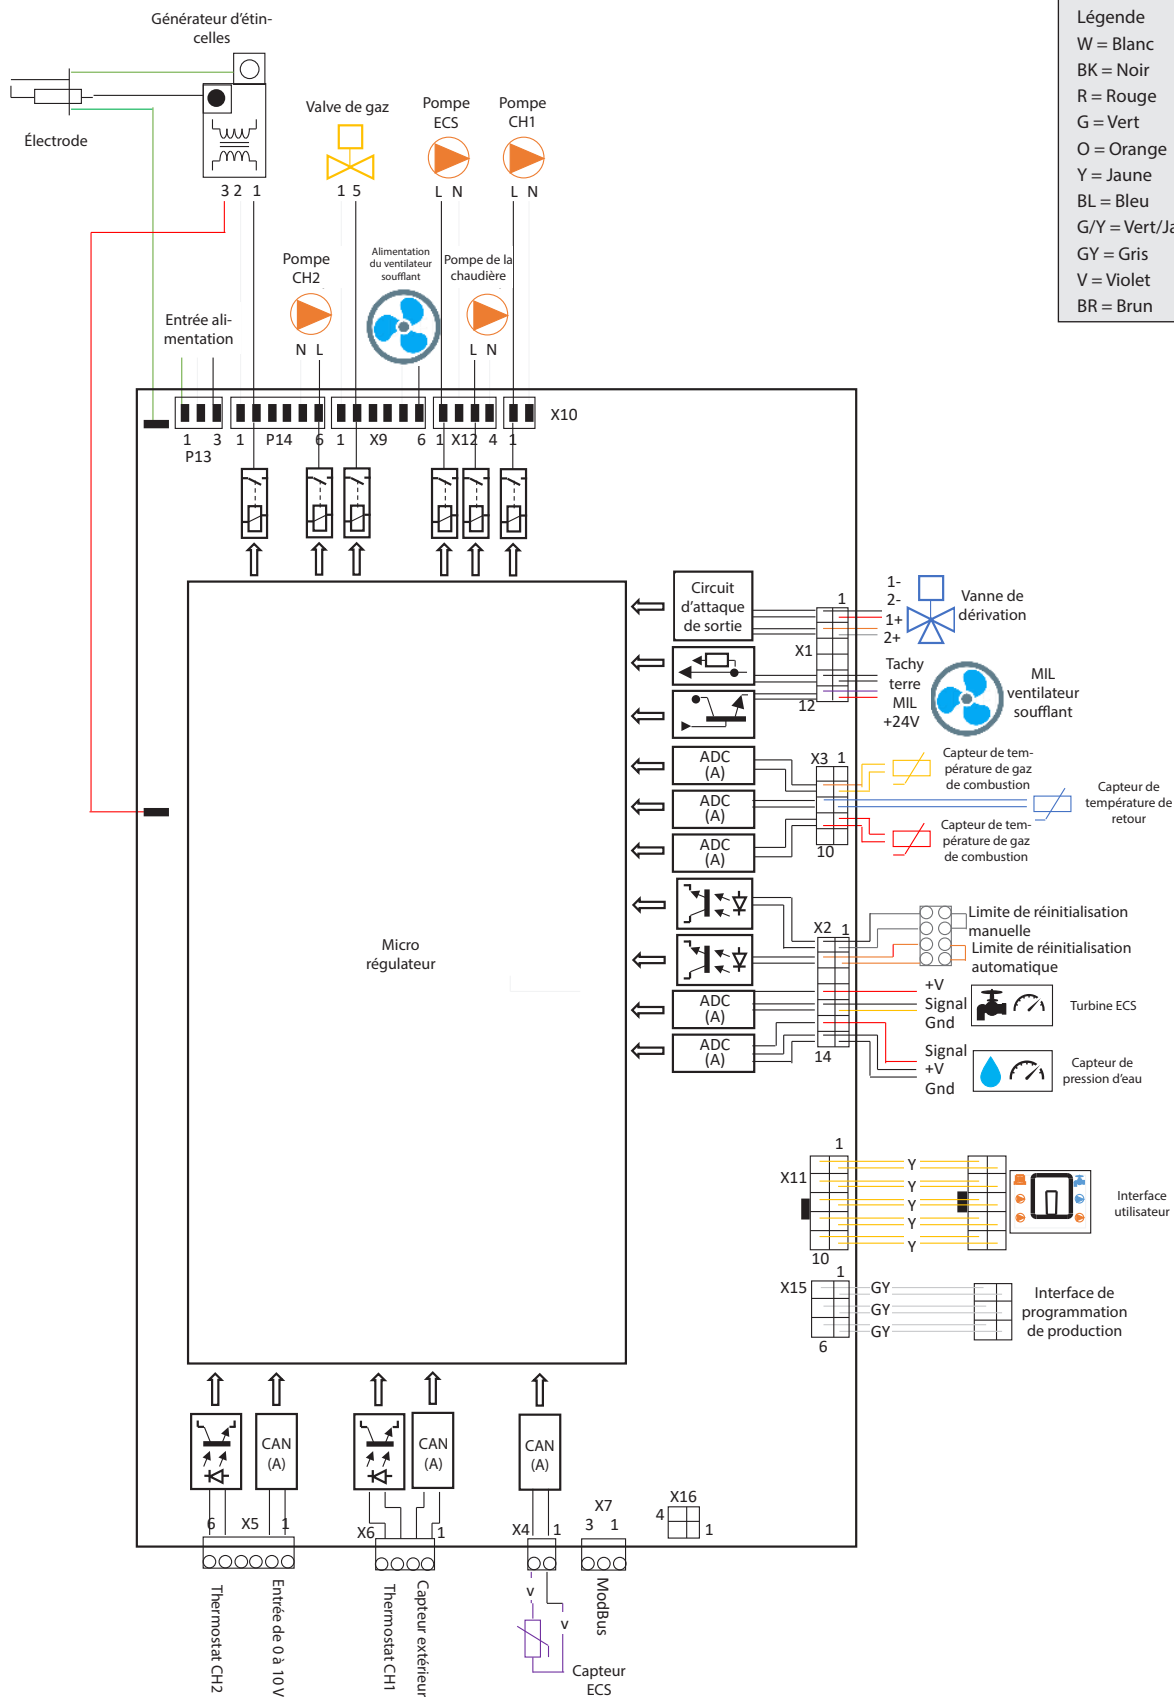 Générateur d'étin-
celles
Électrode
3 2 1
Valve de gaz
1 5
Pompe
ECS
L N
Pompe
CH1
L N
Légende
W = Blanc
BK = Noir
R = Rouge
G = Vert
O = Orange
Y = Jaune
BL = Bleu
G/Y = Vert/Ja
GY = Gris
V = Violet
BR = Brun
Entrée ali-
mentation
Pompe
CH2
N L
Alimentation
du ventilateur
soufflant
Pompe de la
chaudière
L N
1 3
P13
1 P14 6
1 X9 6
1 X12 4
1
X10
Micro
régulateur
Circuit
d'attaque
de sortie
1
X1
12
1-
2-
1+
2+
Vanne de
dérivation
Tachy
terre
MIL
+24V
MIL
ventilateur
soufflant
ADC
(A)
ADC
(A)
ADC
(A)
X3 1
10
Capteur de tem-
pérature de gaz
de combustion
Capteur de
température de
retour
Capteur de tem-
pérature de gaz
de combustion
X2 1
14
Limite de réinitialisation
manuelle
Limite de réinitialisation
automatique
ADC
(A)
ADC
(A)
+V
Signal
Gnd
Turbine ECS
Signal
+V
Gnd
Capteur de
pression d'eau
1
X11
10
Y
Y
Y
Y
Y
Interface
utilisateur
1
X15
6
GY
GY
GY
Interface de
programmation
de production
CAN
(A)
CAN
(A)
CAN
(A)
6 X5 1
X6 1
X4 1
X7
3 1
X16
4
1
Thermostat CH2
Entrée de 0 à 10 V
Thermostat CH1
Capteur extérieur
V
V
Capteur
ECS
ModBus